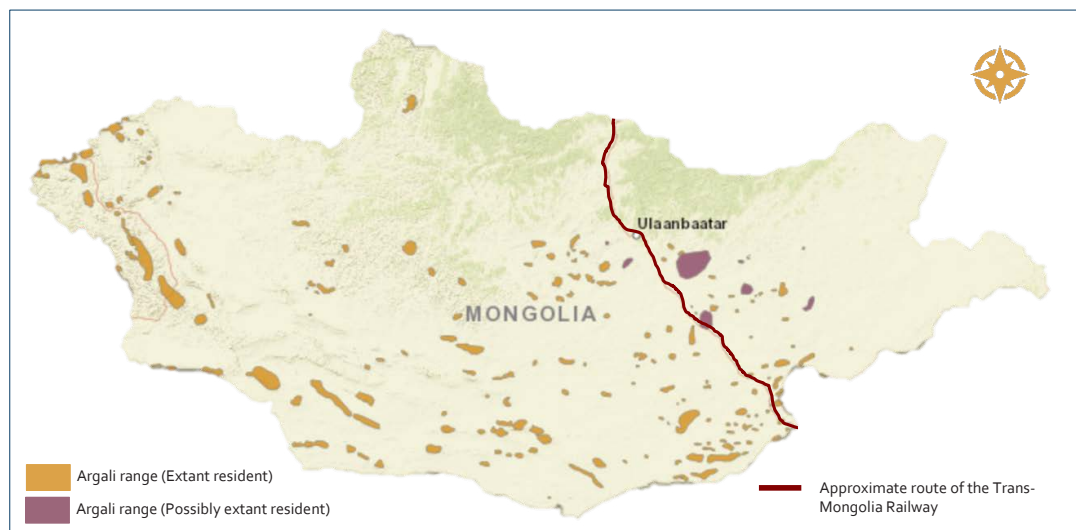 Ulaanbaatar
MONGOLIA
Argali range (Extant resident)
Argali range (Possibly extant resident)
Approximate route of the Trans-
Mongolia Railway